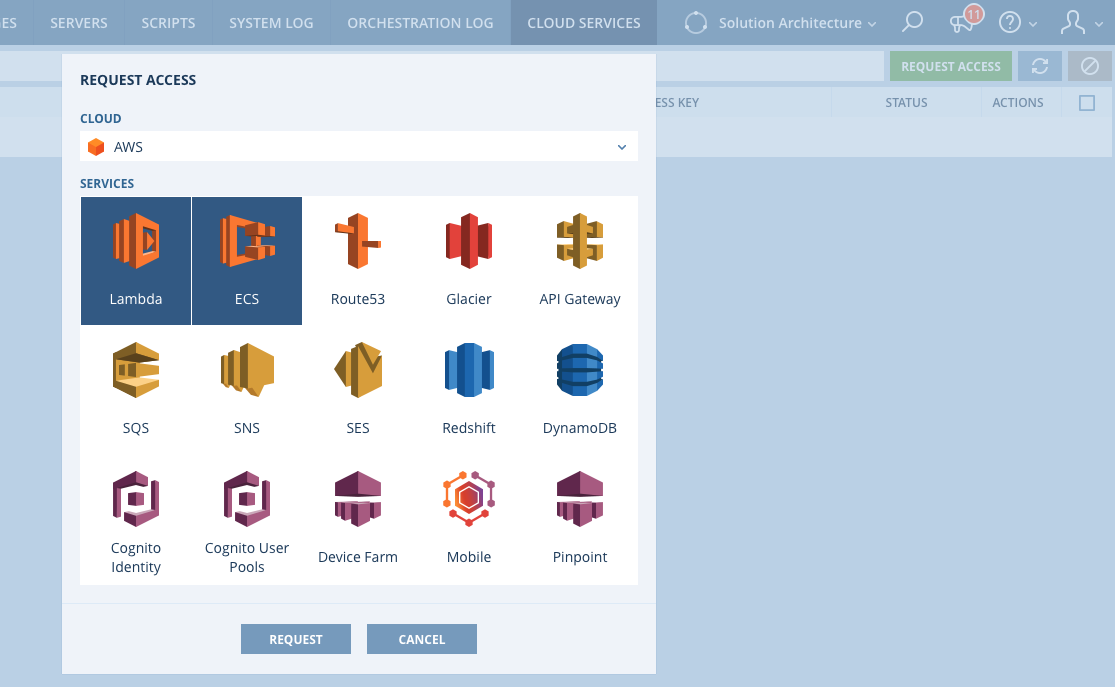 ES SERVERS SCRIPTS SYSTEM LOG ORCHESTRATION LOG CLOUD SERVICES Solution Architecture 11
REQUEST ACCESS
ESS KEY STATUS ACTIONS
REQUEST ACCESS
CLOUD
AWS
SERVICES
Lambda ECS Route53 Glacier API Gateway
SQS SNS SES Redshift DynamoDB
Cognito Identity Cognito User Pools Device Farm Mobile Pinpoint
REQUEST CANCEL